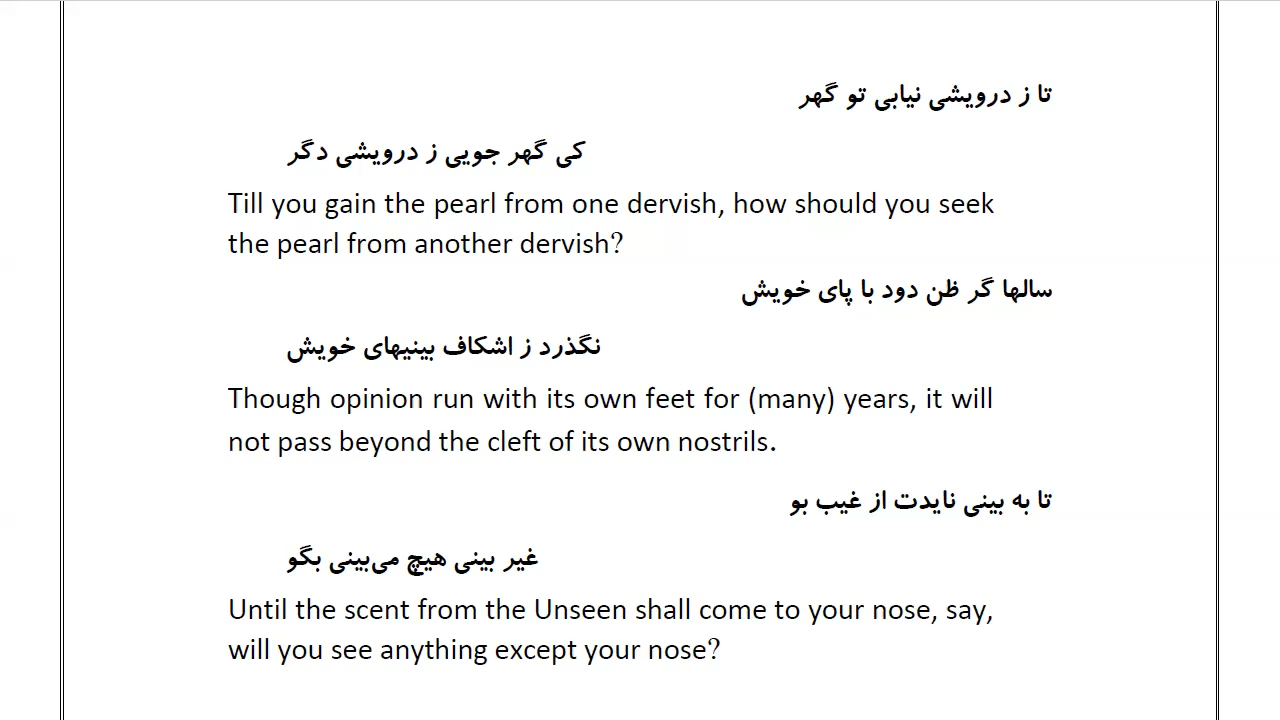 تا ز درویشی نیابی تو گهر
کی گهر جویی ز درویشی دگر
Till you gain the pearl from one dervish, how should you seek
the pearl from another dervish?
سالها گر ظن دود با پای خویش
نگذرد ز اشکاف بینیهای خویش
Though opinion run with its own feet for (many) years, it will
not pass beyond the cleft of its own nostrils.
تا به بینی نایدت از غیب بو
غیر بینی هیچ می‌بینی بگو
Until the scent from the Unseen shall come to your nose, say,
will you see anything except your nose?